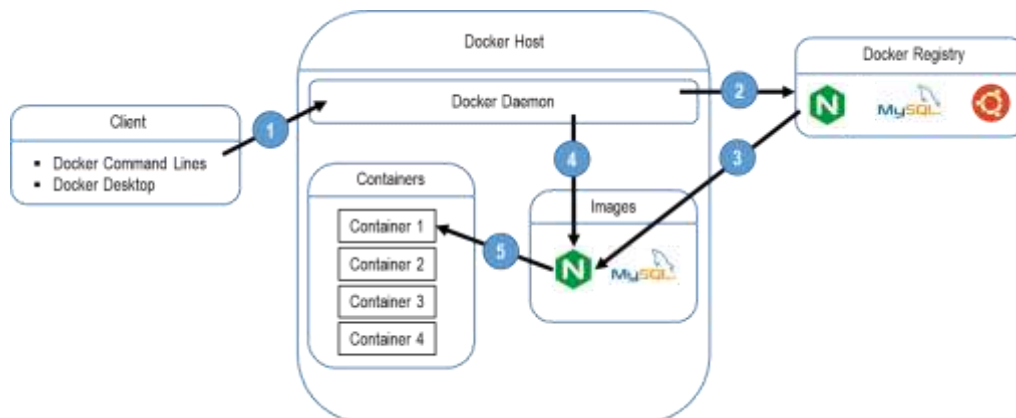 Docker Host
Docker Registry
Docker Daemon
2
N
MySQL
Client
1
Docker Command Lines
Docker Desktop
4
3
Containers
Images
Container 1
5
N
MySQL
Container 2
Container 3
Container 4